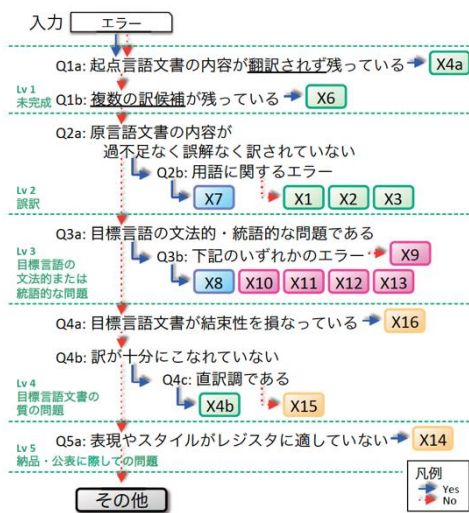 入力 エラー
Q1a: 起点言語文書の内容が翻訳されず残っている X4a
Lv 1
未完成
Q1b: 複数の訳候補が残っている X6
Q2a: 原言語文書の内容が
過不足なく誤解なく訳されていない
Q2b: 用語に関するエラー
Lv 2
誤訳
X7 X1 X2 X3
Q3a: 目標言語の文法的・統語的な問題である
Q3b: 下記のいずれかのエラー X9
Lv 3
目標言語の
文法的または
統語的な問題
X8 X10 X11 X12 X13
Q4a: 目標言語文書が結束性を損なっている X16
Q4b: 訳が十分にこなれていない
Q4c: 直訳調である
Lv 4
目標言語文書の
質の問題
X4b X15
Q5a: 表現やスタイルがレジスタに適していない X14
Lv 5
納品・公表に際しての問題
その他
凡例
Yes
No